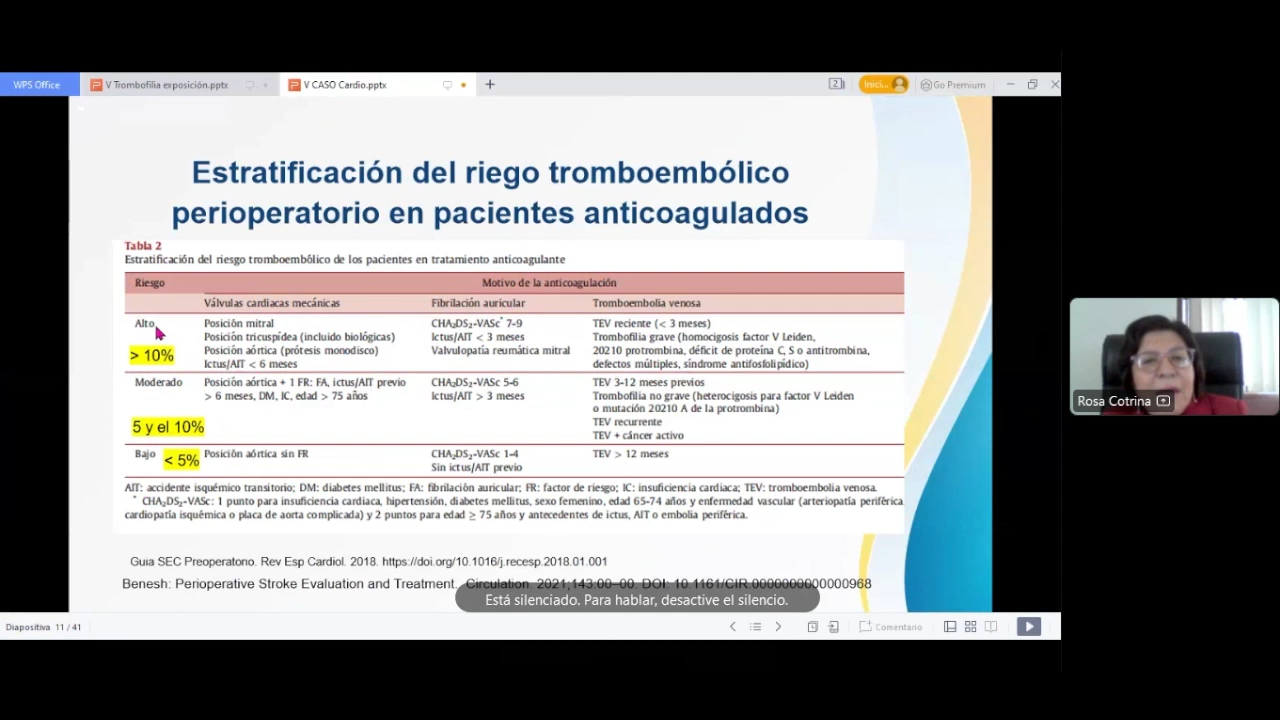 WPS Office
V Trombofilia exposición.pptx
V CASO Cardio.pptx
2
Inici...
Go Premium
Estratificación del riego tromboembólico
perioperatorio en pacientes anticoagulados
Tabla 2
Estratificación del riesgo tromboembólico de los pacientes en tratamiento anticoagulante
Riesgo Motivo de la anticoagulación
Válvulas cardiacas mecánicas Fibrilación auricular Tromboembolia venosa
Alto Posición mitral CHA2DS2-VASc* 7-9 TEV reciente (< 3 meses)
Posición tricuspídea (incluido biológicas) Ictus/AIT < 3 meses Trombofilia grave (homocigosis factor V Leiden,
> 10% Posición aórtica (prótesis monodisco) Valvulopatía reumática mitral 20210 protrombina, déficit de proteína C, S o antitrombina,
Ictus/AIT < 6 meses defectos múltiples, síndrome antifosfolipídico)
Moderado Posición aórtica + 1 FR: FA, ictus/AIT previo CHA2DS2-VASc 5-6 TEV 3-12 meses previos
> 6 meses, DM, IC, edad > 75 años Ictus/AIT > 3 meses Trombofilia no grave (heterocigosis para factor V Leiden
o mutación 20210 A de la protrombina)
5 y el 10% TEV recurrente
TEV + cáncer activo
Bajo < 5% Posición aórtica sin FR CHA2DS2-VASc 1-4 TEV > 12 meses
Sin ictus/AIT previo
AIT: accidente isquémico transitorio; DM: diabetes mellitus; FA: fibrilación auricular; FR: factor de riesgo; IC: insuficiencia cardiaca; TEV: tromboembolia venosa.
* CHA2DS2-VASc: 1 punto para insuficiencia cardiaca, hipertensión, diabetes mellitus, sexo femenino, edad 65-74 años y enfermedad vascular (arteriopatía periférica
cardiopatía isquémica o placa de aorta complicada) y 2 puntos para edad ≥ 75 años y antecedentes de ictus, AIT o embolia periférica.
Guia SEC Preoperatono. Rev Esp Cardiol. 2018. https://doi.org/10.1016/j.recesp.2018.01.001
Benesh: Perioperative Stroke Evaluation and Treatment. Circulation. 2021;143:00–00. DOI: 10.1161/CIR.0000000000000968
Está silenciado. Para hablar, desactive el silencio.
Diapositiva 11 / 41
Comentario
Rosa Cotrina